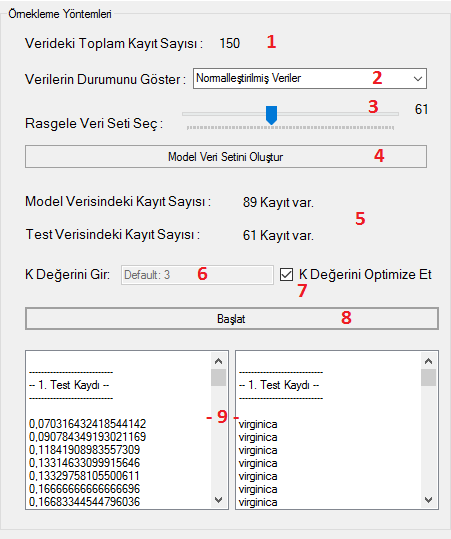 Örnekleme Yöntemleri
Verideki Toplam Kayıt Sayısı : 150 1
Verilerin Durumunu Göster : Normalleştirilmiş Veriler 2
3 61
Rasgele Veri Seti Seç :
Model Veri Setini Oluştur 4
Model Verisindeki Kayıt Sayısı : 89 Kayıt var.
5
Test Verisindeki Kayıt Sayısı : 61 Kayıt var.
K Değerini Gir: Default: 3 6 K Değerini Optimize Et
7
Başlat 8
---------------------------- ----------------------------
-- 1. Test Kaydı -- -- 1. Test Kaydı --
---------------------------- ----------------------------
- 9 -
0,070316432418544142 virginica
0,090784349193021169 virginica
0,11841908983557309 virginica
0,13314633099915646 virginica
0,13329758105500611 virginica
0,16666666666666696 virginica
0,16683344544796036 virginica